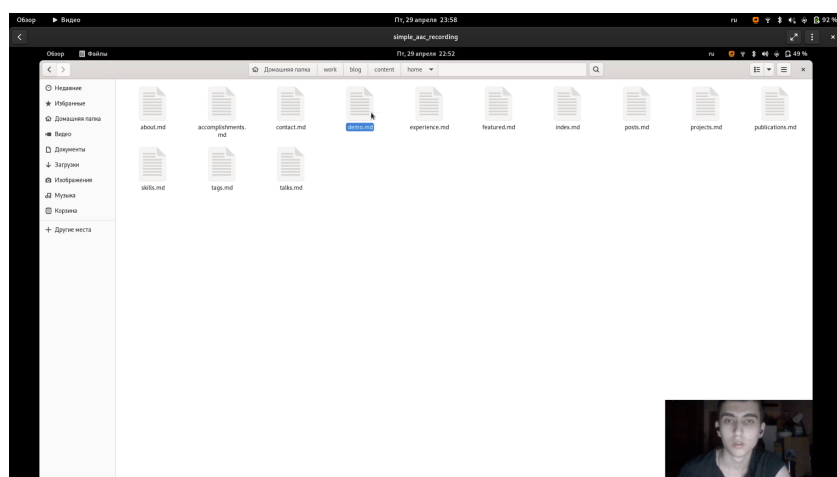 Обзор Видео Пт, 29 апреля 23:58 ru 92 %
simple_aac_recording
Обзор Файлы Пт, 29 апреля 22:52 ru 49 %
Домашняя папка work blog content home
Недавние
Избранные
Домашняя папка
Видео
Документы
Загрузки
Изображения
Музыка
Корзина
+ Другие места
about.md accomplishments.md contact.md demo.md experience.md featured.md index.md posts.md projects.md publications.md
skills.md tags.md talks.md